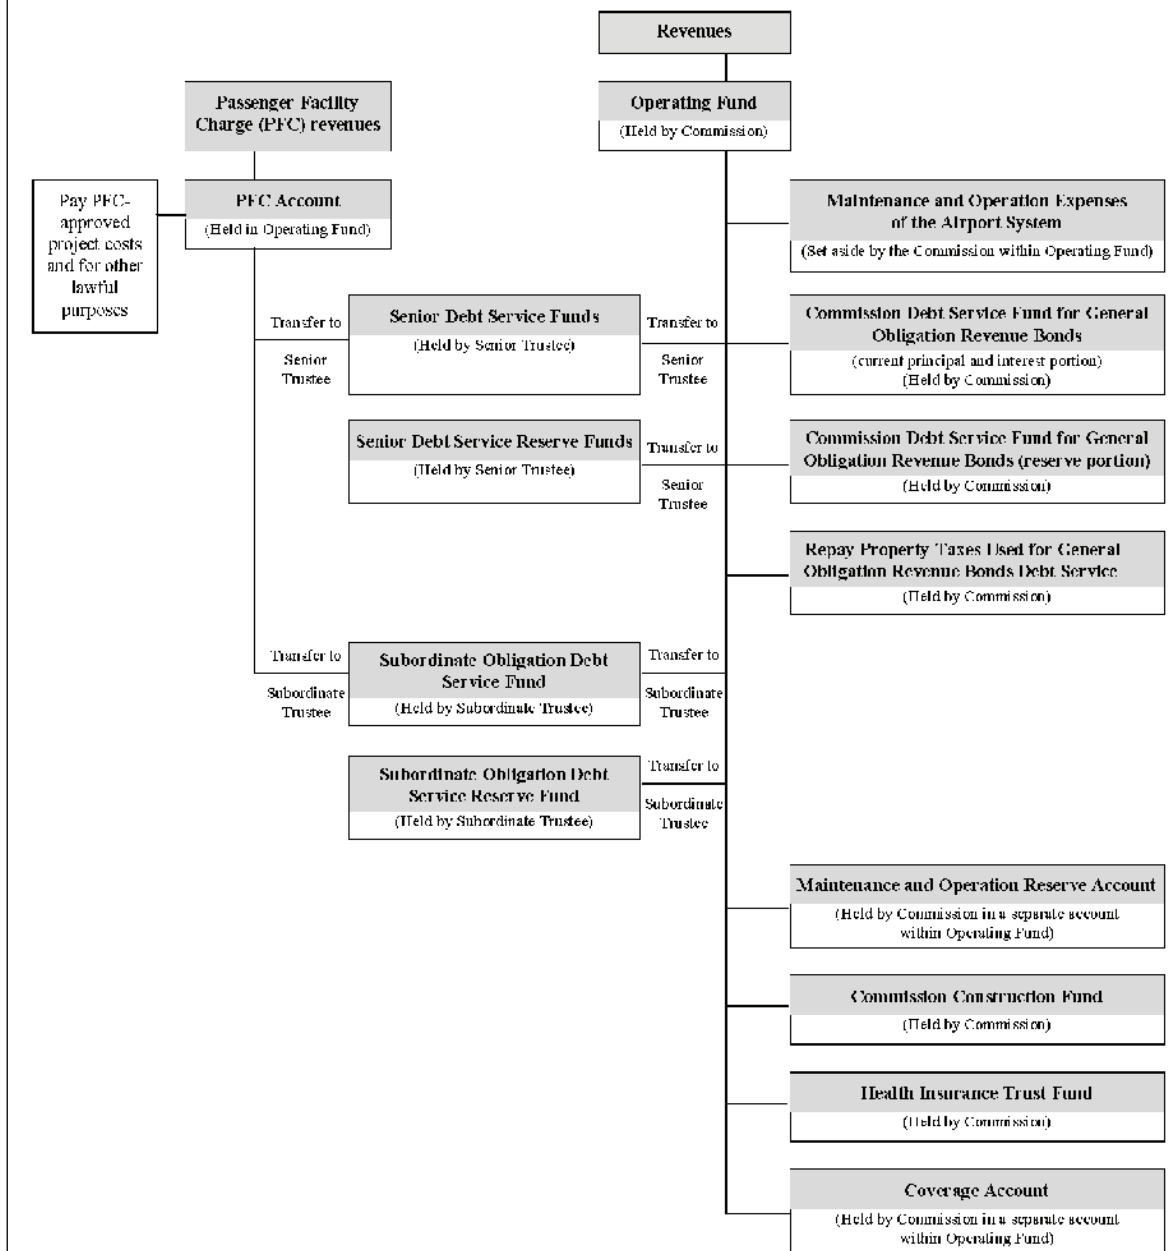 Revenues
Passenger Facility
Charge (PFC) revenues
Operating Fund
(Held by Commission)
Pay PFC-
approved
project costs
and for other
lawful
purposes
PFC Account
(Held in Operating Fund)
Maintenance and Operation Expenses
of the Airport System
(Set aside by the Commission within Operating Fund)
Transfer to
Senior
Trustee
Senior Debt Service Funds
(Held by Senior Trustee)
Transfer to
Senior
Trustee
Commission Debt Service Fund for General
Obligation Revenue Bonds
(current principal and interest portion)
(Held by Commission)
Senior Debt Service Reserve Funds
(Held by Senior Trustee)
Transfer to
Senior
Trustee
Commission Debt Service Fund for General
Obligation Revenue Bonds (reserve portion)
(Held by Commission)
Repay Property Taxes Used for General
Obligation Revenue Bonds Debt Service
(Held by Commission)
Transfer to
Subordinate
Trustee
Subordinate Obligation Debt
Service Fund
(Held by Subordinate Trustee)
Transfer to
Subordinate
Trustee
Subordinate Obligation Debt
Service Reserve Fund
(Held by Subordinate Trustee)
Transfer to
Subordinate
Trustee
Maintenance and Operation Reserve Account
(Held by Commission in a separate account
within Operating Fund)
Commission Construction Fund
(Held by Commission)
Health Insurance Trust Fund
(Held by Commission)
Coverage Account
(Held by Commission in a separate account
within Operating Fund)